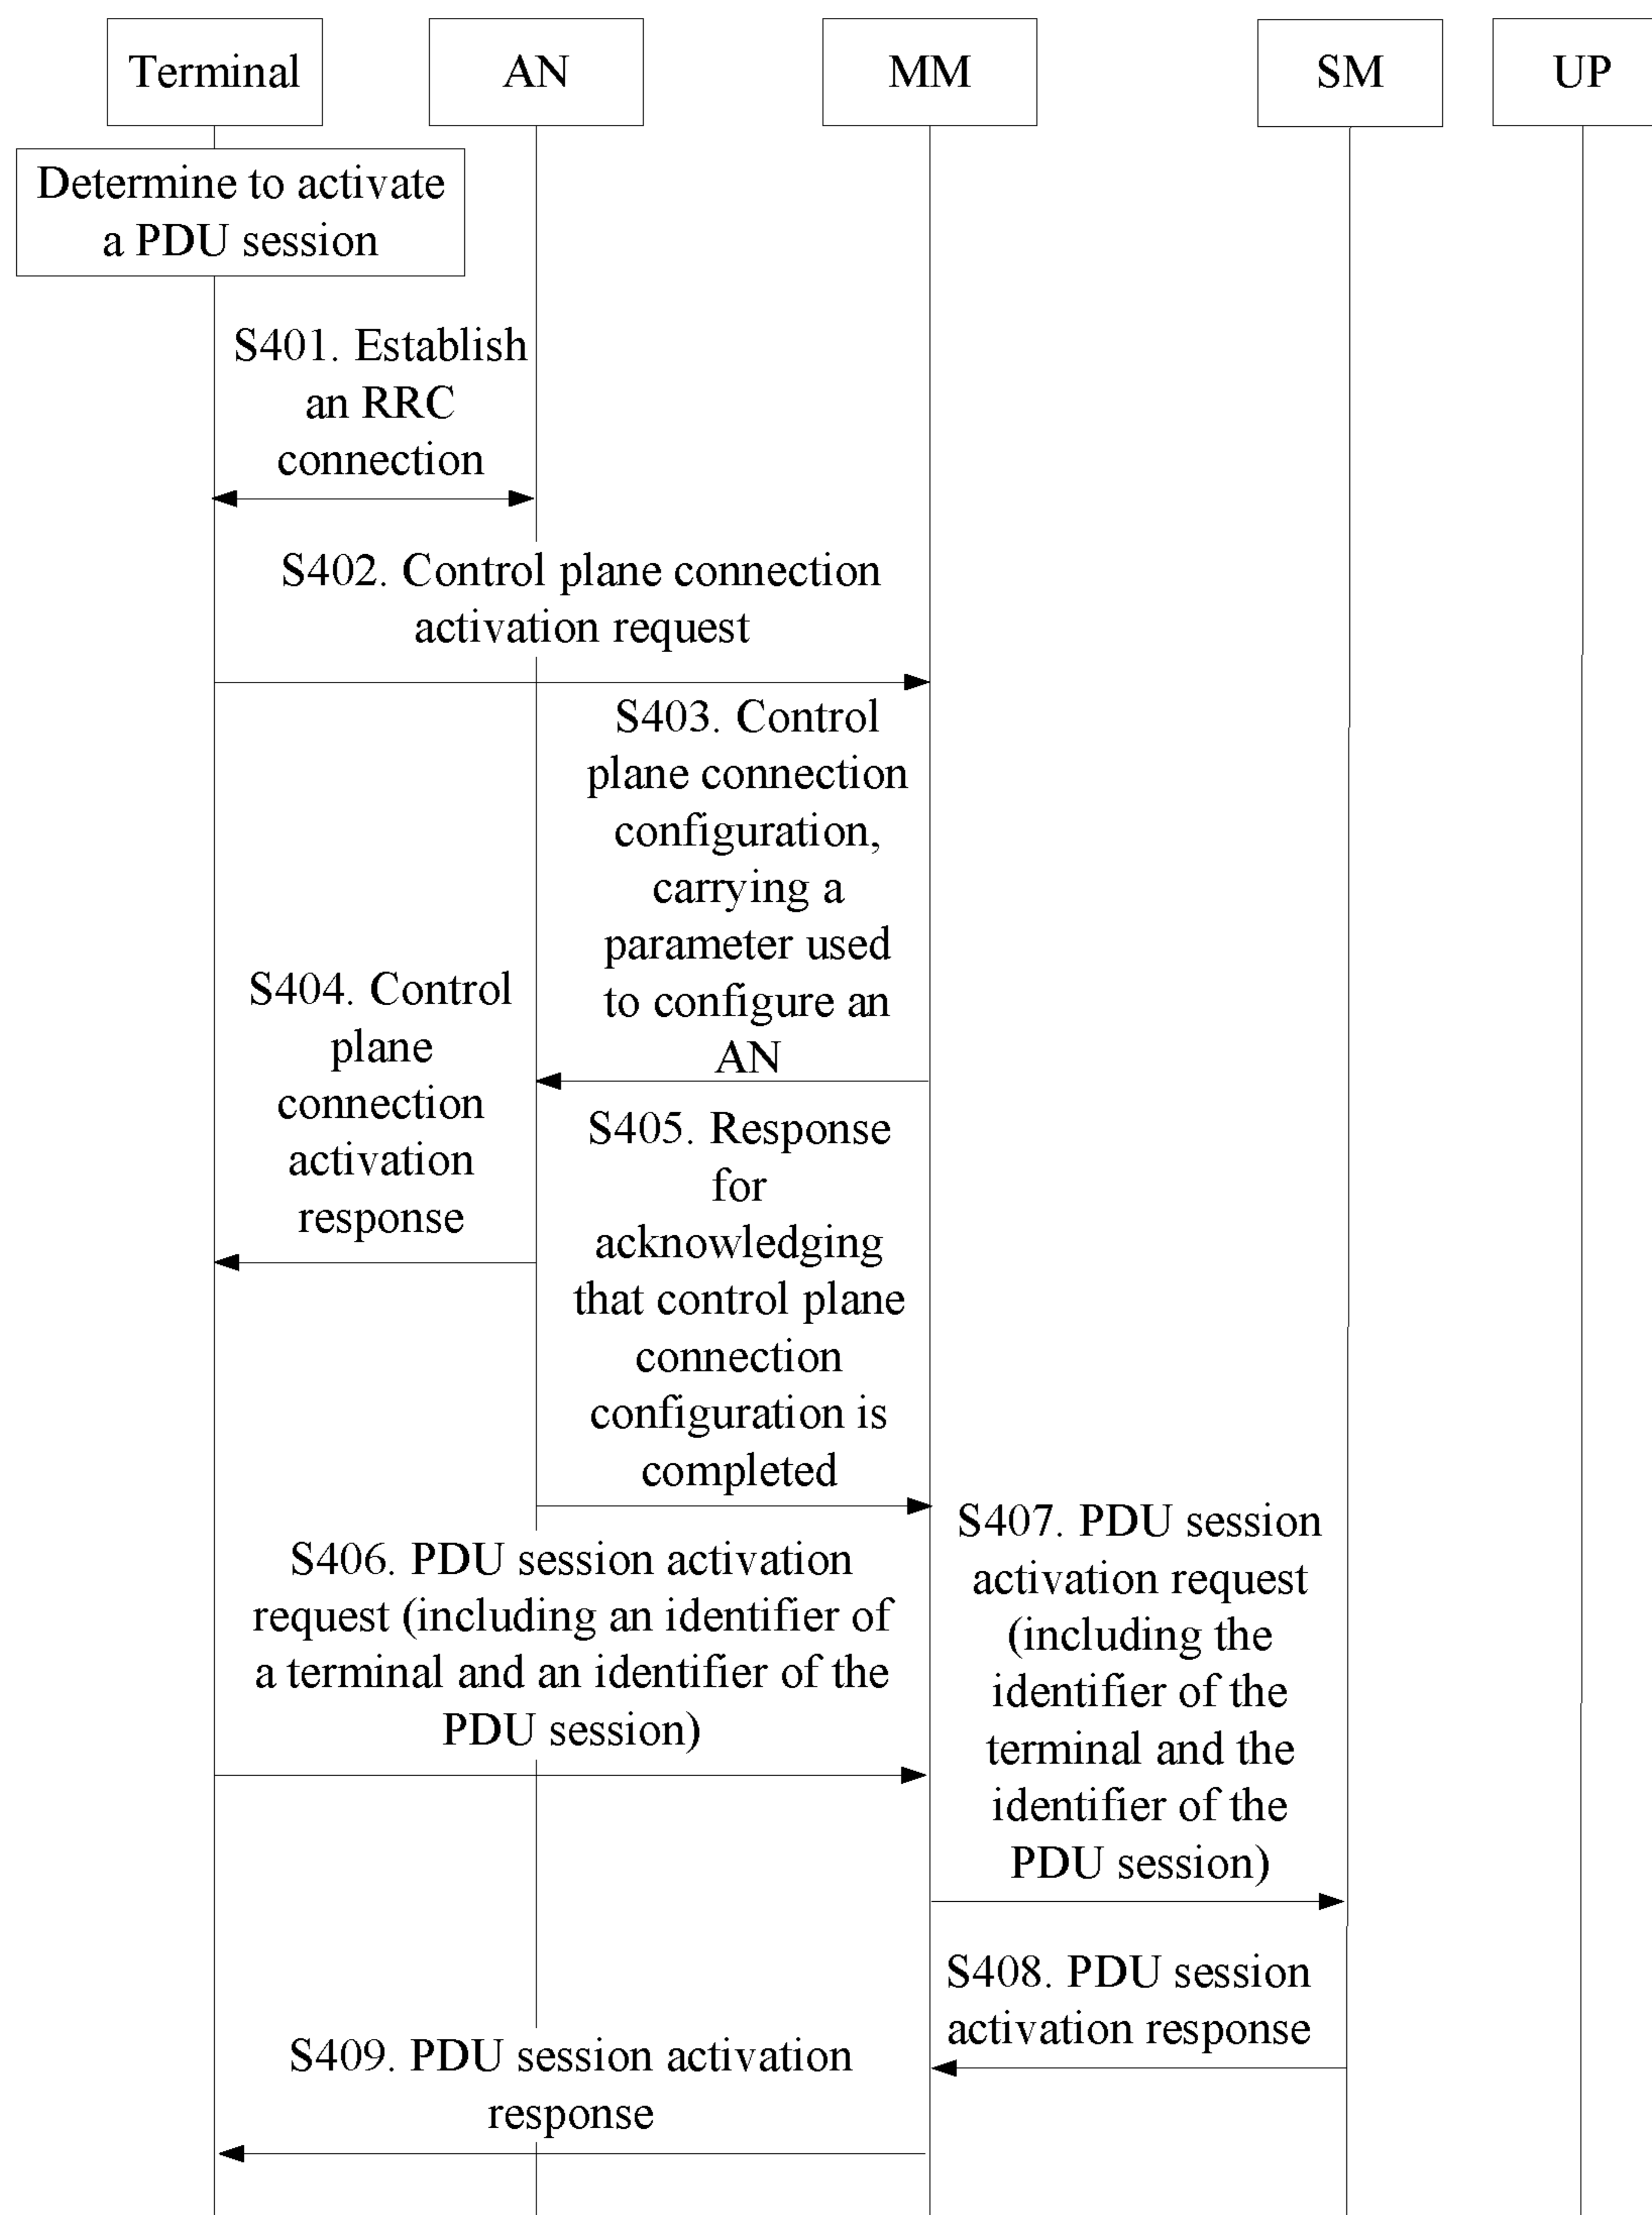 Terminal
AN
MM
SM
UP
Determine to activate
a PDU session
S401. Establish
an RRC
connection
S402. Control plane connection
activation request
S403. Control
plane connection
configuration,
carrying a
parameter used
to configure an
AN
S404. Control
plane
connection
activation
response
S405. Response
for
acknowledging
that control plane
connection
configuration is
completed
S406. PDU session activation
request (including an identifier of
a terminal and an identifier of the
PDU session)
S407. PDU session
activation request
(including the
identifier of the
terminal and the
identifier of the
PDU session)
S408. PDU session
activation response
S409. PDU session activation
response